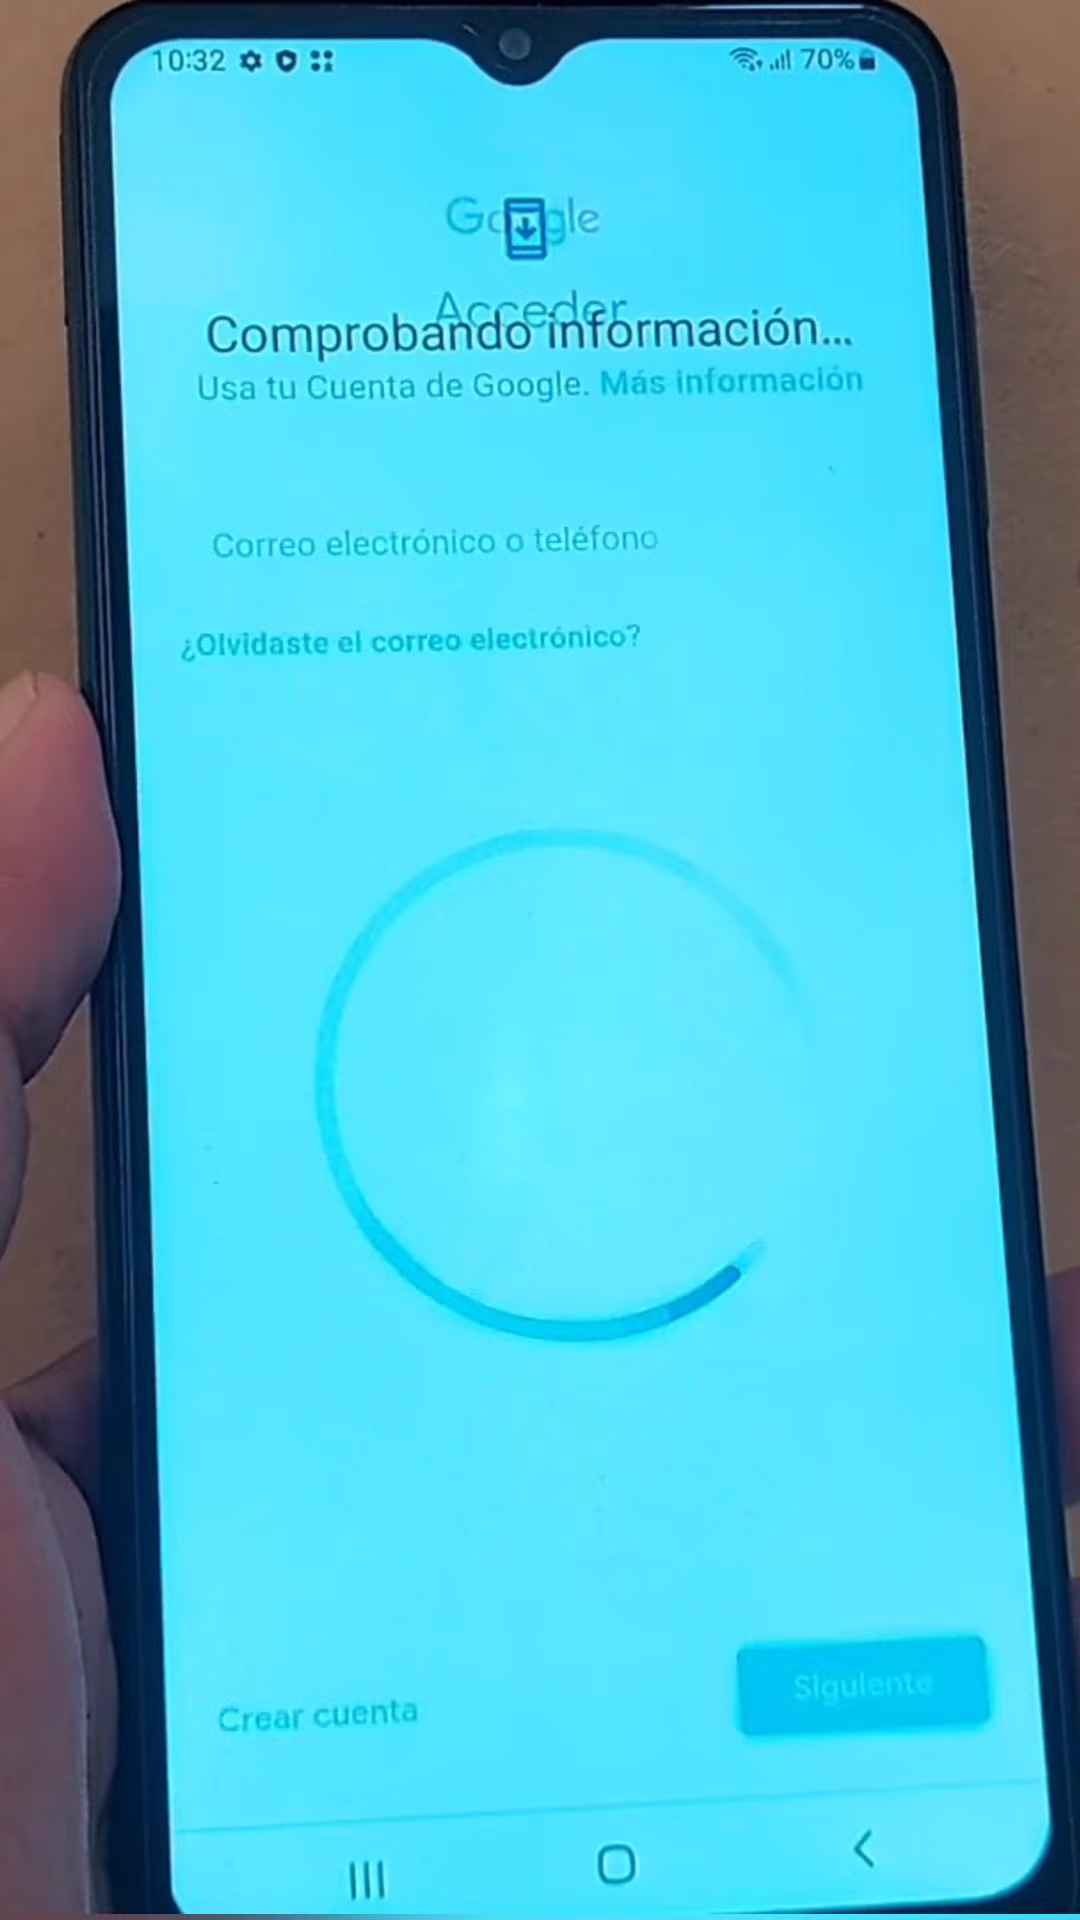 10:32 70%
Google
Acceder
Comprobando información...
Usa tu Cuenta de Google. Más información
Correo electrónico o teléfono
¿Olvidaste el correo electrónico?
Crear cuenta
Siguiente